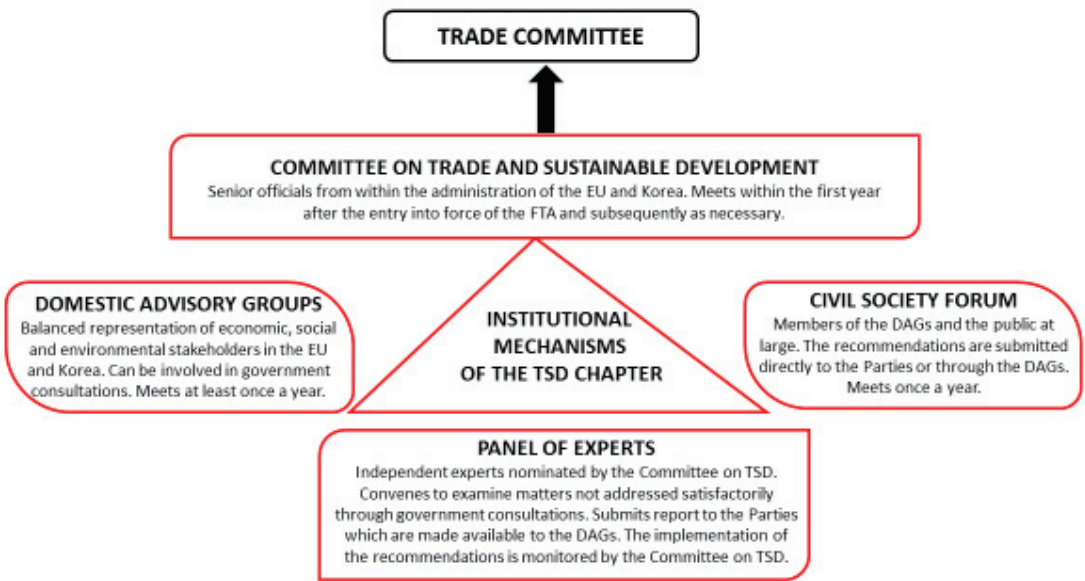 TRADE COMMITTEE
COMMITTEE ON TRADE AND SUSTAINABLE DEVELOPMENT
Senior officials from within the administration of the EU and Korea. Meets within the first year
after the entry into force of the FTA and subsequently as necessary.
DOMESTIC ADVISORY GROUPS
Balanced representation of economic, social
and environmental stakeholders in the EU
and Korea. Can be involved in government
consultations. Meets at least once a year.
INSTITUTIONAL
MECHANISMS
OF THE TSD CHAPTER
CIVIL SOCIETY FORUM
Members of the DAGs and the public at
large. The recommendations are submitted
directly to the Parties or through the DAGs.
Meets once a year.
PANEL OF EXPERTS
Independent experts nominated by the Committee on TSD.
Convenes to examine matters not addressed satisfactorily
through government consultations. Submits report to the Parties
which are made available to the DAGs. The implementation of
the recommendations is monitored by the Committee on TSD.